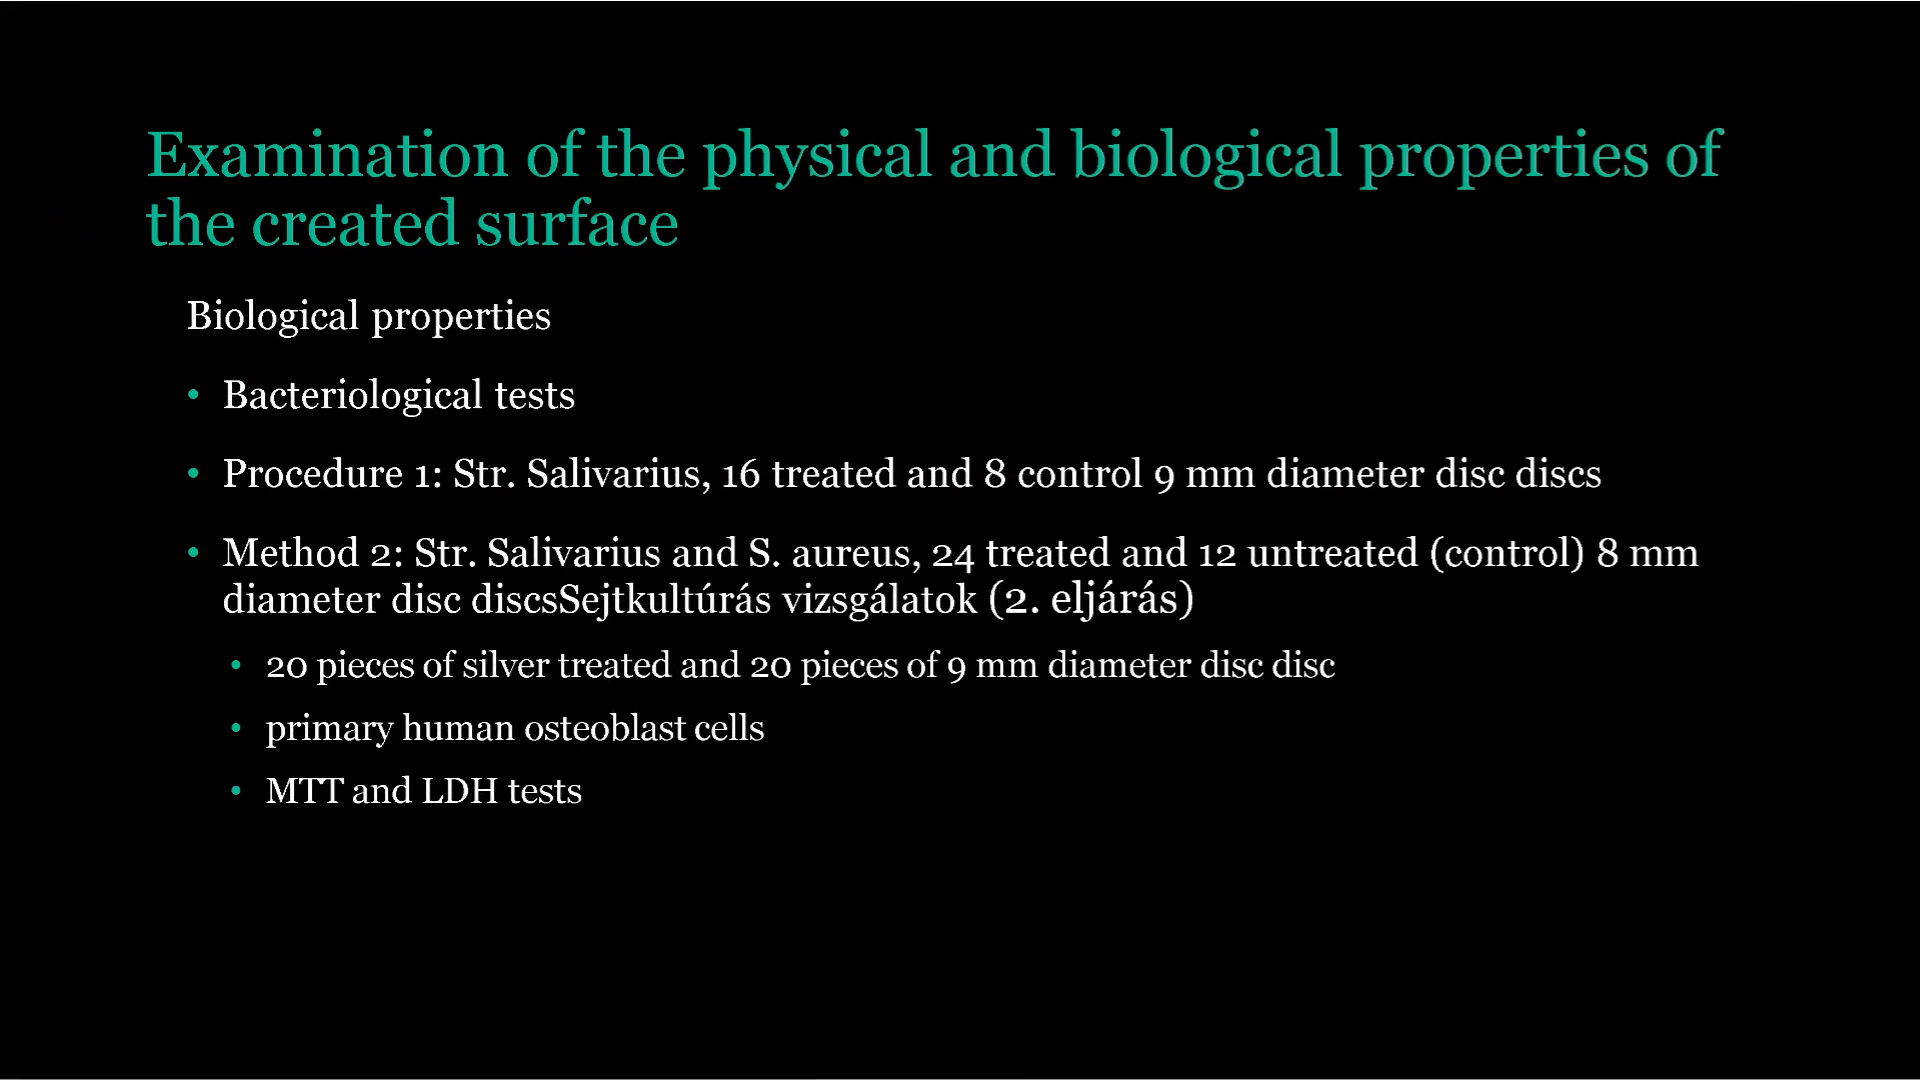 Examination of the physical and biological properties of
the created surface
Biological properties
• Bacteriological tests
• Procedure 1: Str. Salivarius, 16 treated and 8 control 9 mm diameter disc discs
• Method 2: Str. Salivarius and S. aureus, 24 treated and 12 untreated (control) 8 mm
diameter disc discsSejtkultúrás vizsgálatok (2. eljárás)
• 20 pieces of silver treated and 20 pieces of 9 mm diameter disc disc
• primary human osteoblast cells
• MTT and LDH tests